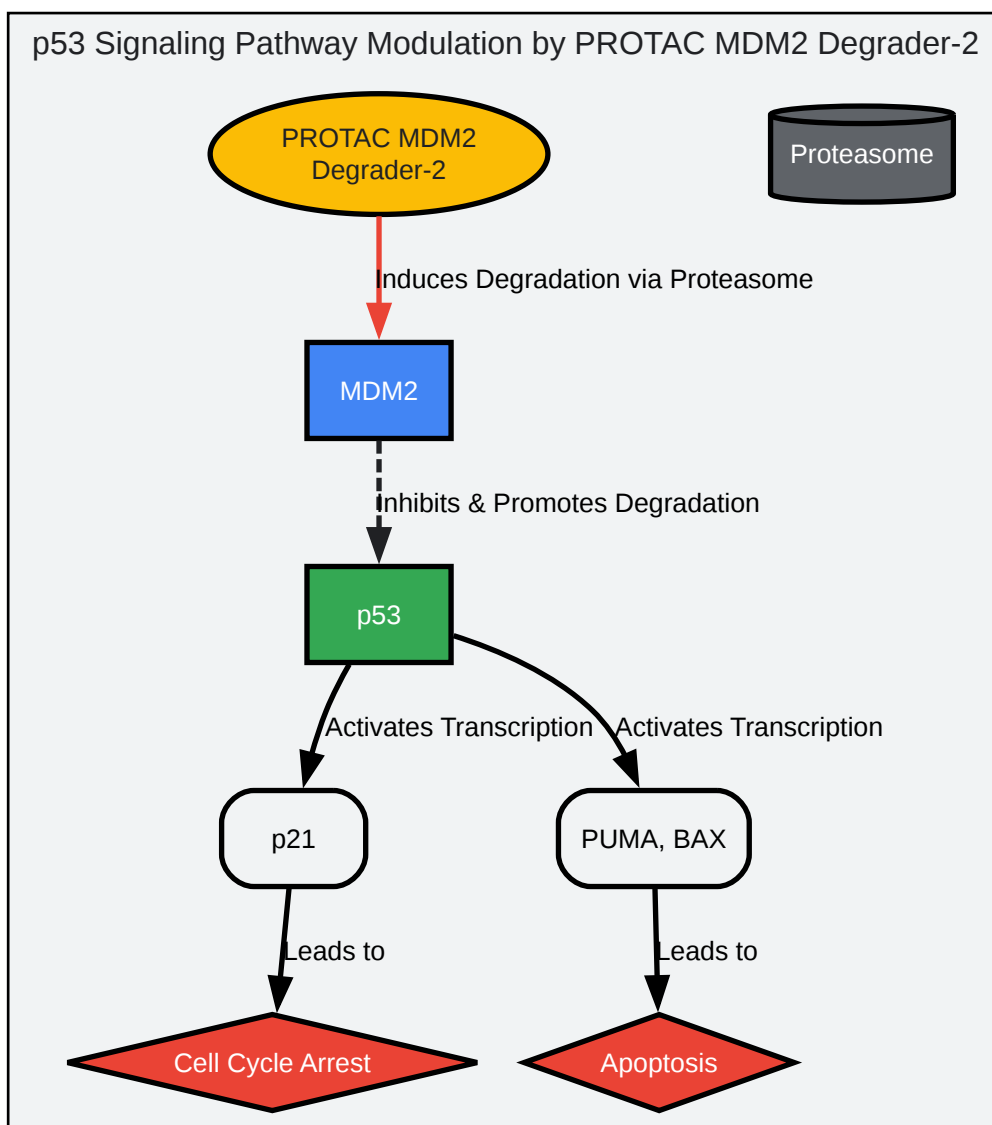 p53 Signaling Pathway Modulation by PROTAC MDM2 Degrader-2
PROTAC MDM2
Degrader-2
Proteasome
Induces Degradation via Proteasome
MDM2
Inhibits & Promotes Degradation
p53
Activates Transcription
Activates Transcription
p21
PUMA, BAX
Leads to
Leads to
Cell Cycle Arrest
Apoptosis